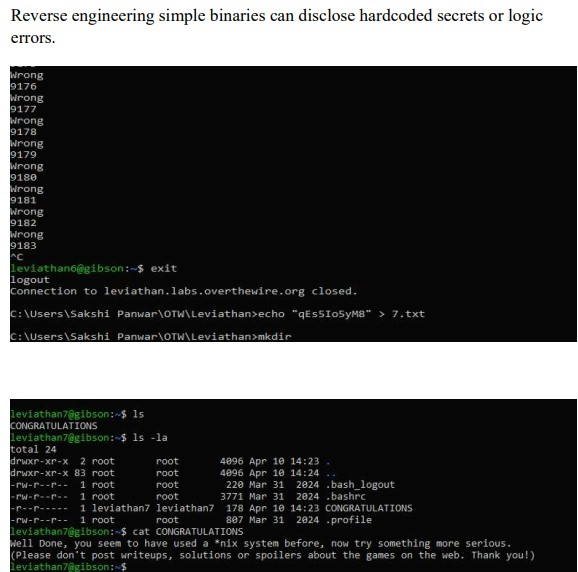 Reverse engineering simple binaries can disclose hardcoded secrets or logic
errors.
Wrong
9176
Wrong
9177
Wrong
9178
Wrong
9179
Wrong
9180
Wrong
9181
Wrong
9182
Wrong
9183
^C
leviathan6@gibson:~$ exit
logout
Connection to leviathan.labs.overthewire.org closed.
C:\Users\Sakshi Panwar\OTW\Leviathan>echo "qEs5Io5yM8" > 7.txt
C:\Users\Sakshi Panwar\OTW\Leviathan>mkdir
leviathan7@gibson:~$ ls
CONGRATULATIONS
leviathan7@gibson:~$ ls -la
total 24
drwxr-xr-x 2 root root 4096 Apr 10 14:23 .
drwxr-xr-x 83 root root 4096 Apr 10 14:24 ..
-rw-r--r-- 1 root root 220 Mar 31 2024 .bash_logout
-rw-r--r-- 1 root root 3771 Mar 31 2024 .bashrc
-r--r----- 1 leviathan7 leviathan7 178 Apr 10 14:23 CONGRATULATIONS
-rw-r--r-- 1 root root 807 Mar 31 2024 .profile
leviathan7@gibson:~$ cat CONGRATULATIONS
Well Done, you seem to have used a *nix system before, now try something more serious.
(Please don't post writeups, solutions or spoilers about the games on the web. Thank you!)
leviathan7@gibson:~$